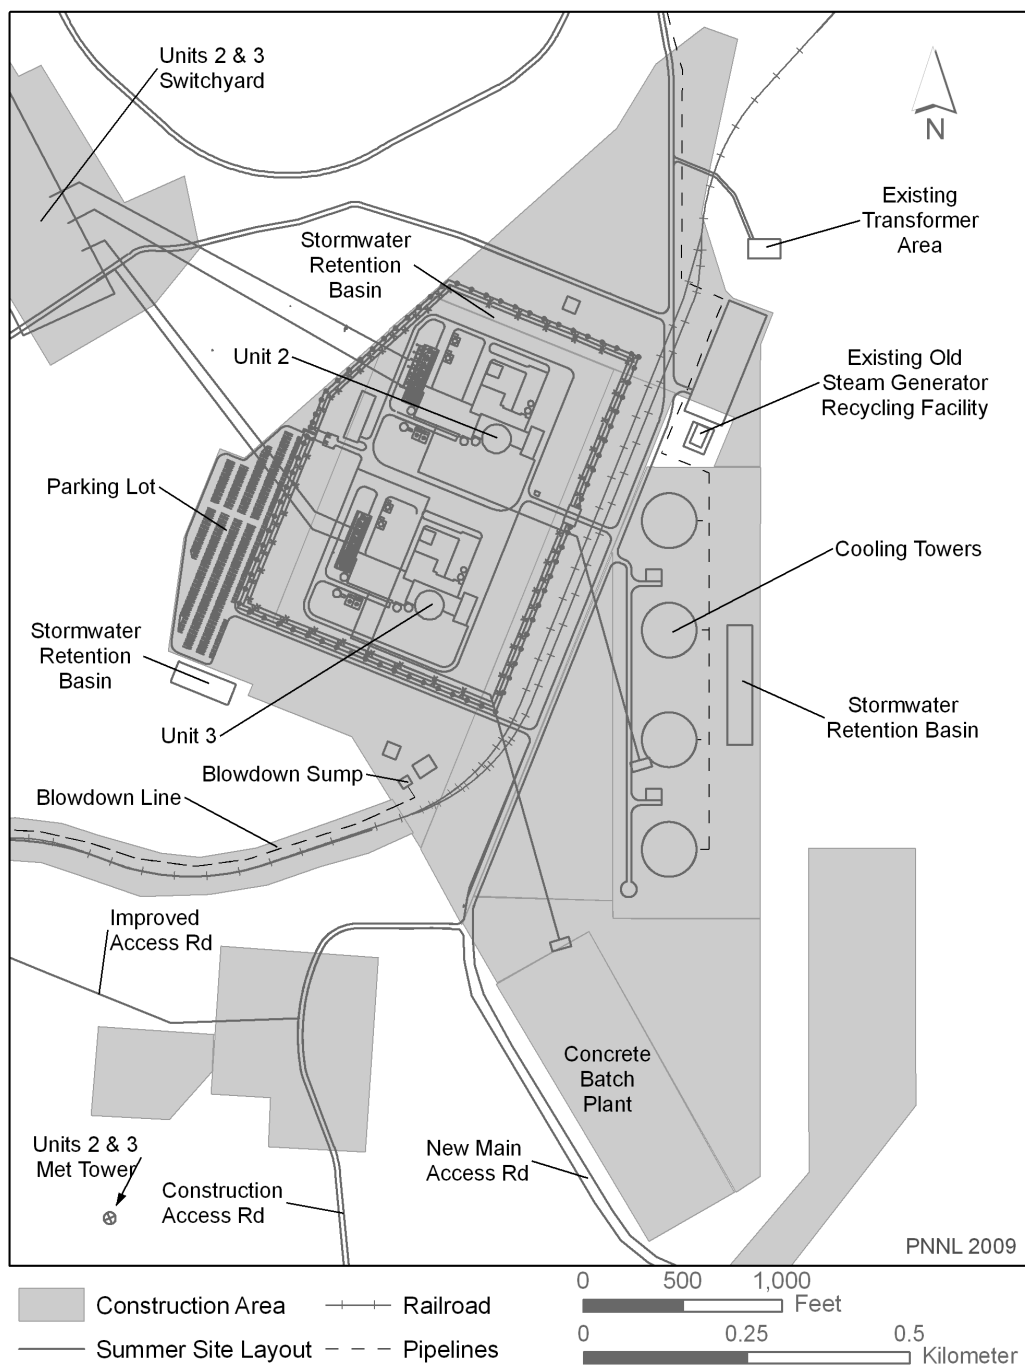 Units 2 & 3
Switchyard
N
Existing
Transformer
Area
Stormwater
Retention
Basin
Unit 2
Existing Old
Steam Generator
Recycling Facility
Parking Lot
Cooling Towers
Stormwater
Retention
Basin
Stormwater
Retention Basin
Unit 3
Blowdown Sump
Blowdown Line
Improved
Access Rd
Concrete
Batch
Plant
Units 2 & 3
Met Tower
New Main
Access Rd
Construction
Access Rd
PNNL 2009
Construction Area
Railroad
0 500 1,000
Feet
Summer Site Layout
Pipelines
0 0.25 0.5
Kilometer